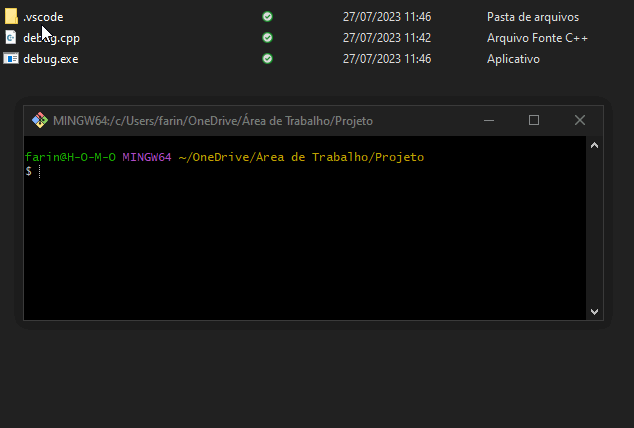 .vscode 27/07/2023 11:46 Pasta de arquivos
debug.cpp 27/07/2023 11:42 Arquivo Fonte C++
debug.exe 27/07/2023 11:46 Aplicativo
MINGW64:/c/Users/farin/OneDrive/Área de Trabalho/Projeto
farin@H-O-M-O MINGW64 ~/OneDrive/Área de Trabalho/Projeto
$